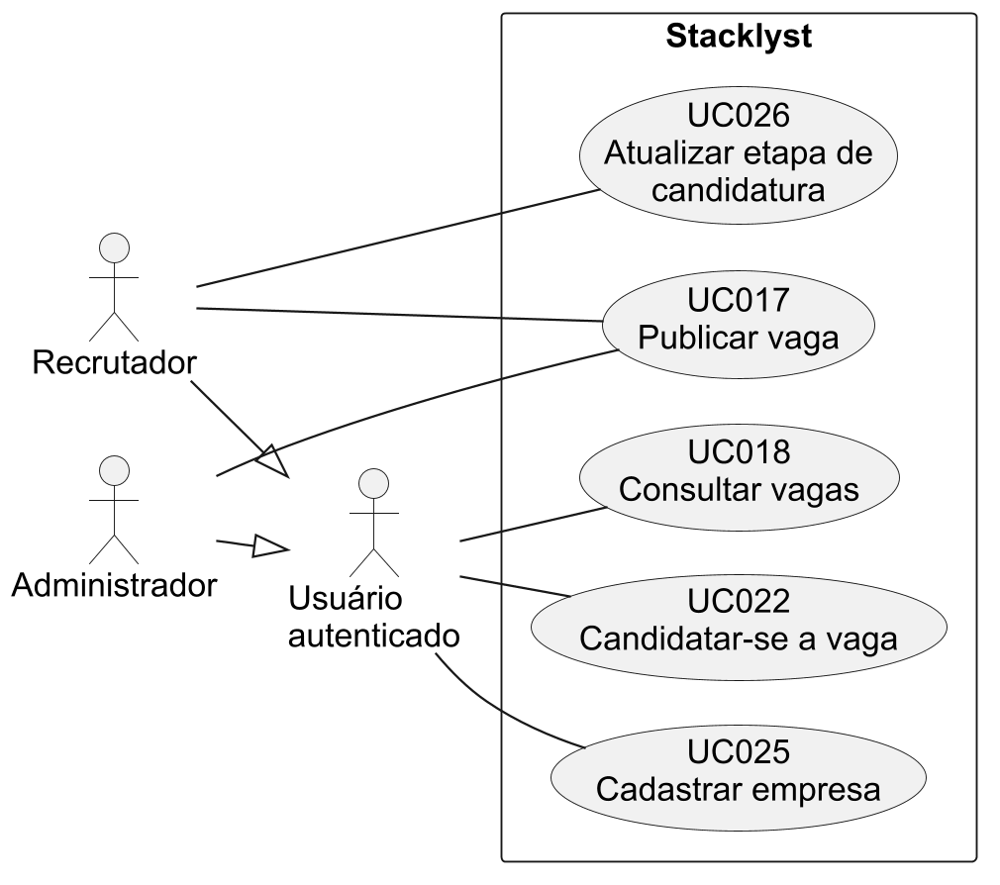 Stacklyst
UC026
Atualizar etapa de
candidatura
UC017
Publicar vaga
Recrutador
UC018
Consultar vagas
Administrador
Usuário
autenticado
UC022
Candidatar-se a vaga
UC025
Cadastrar empresa